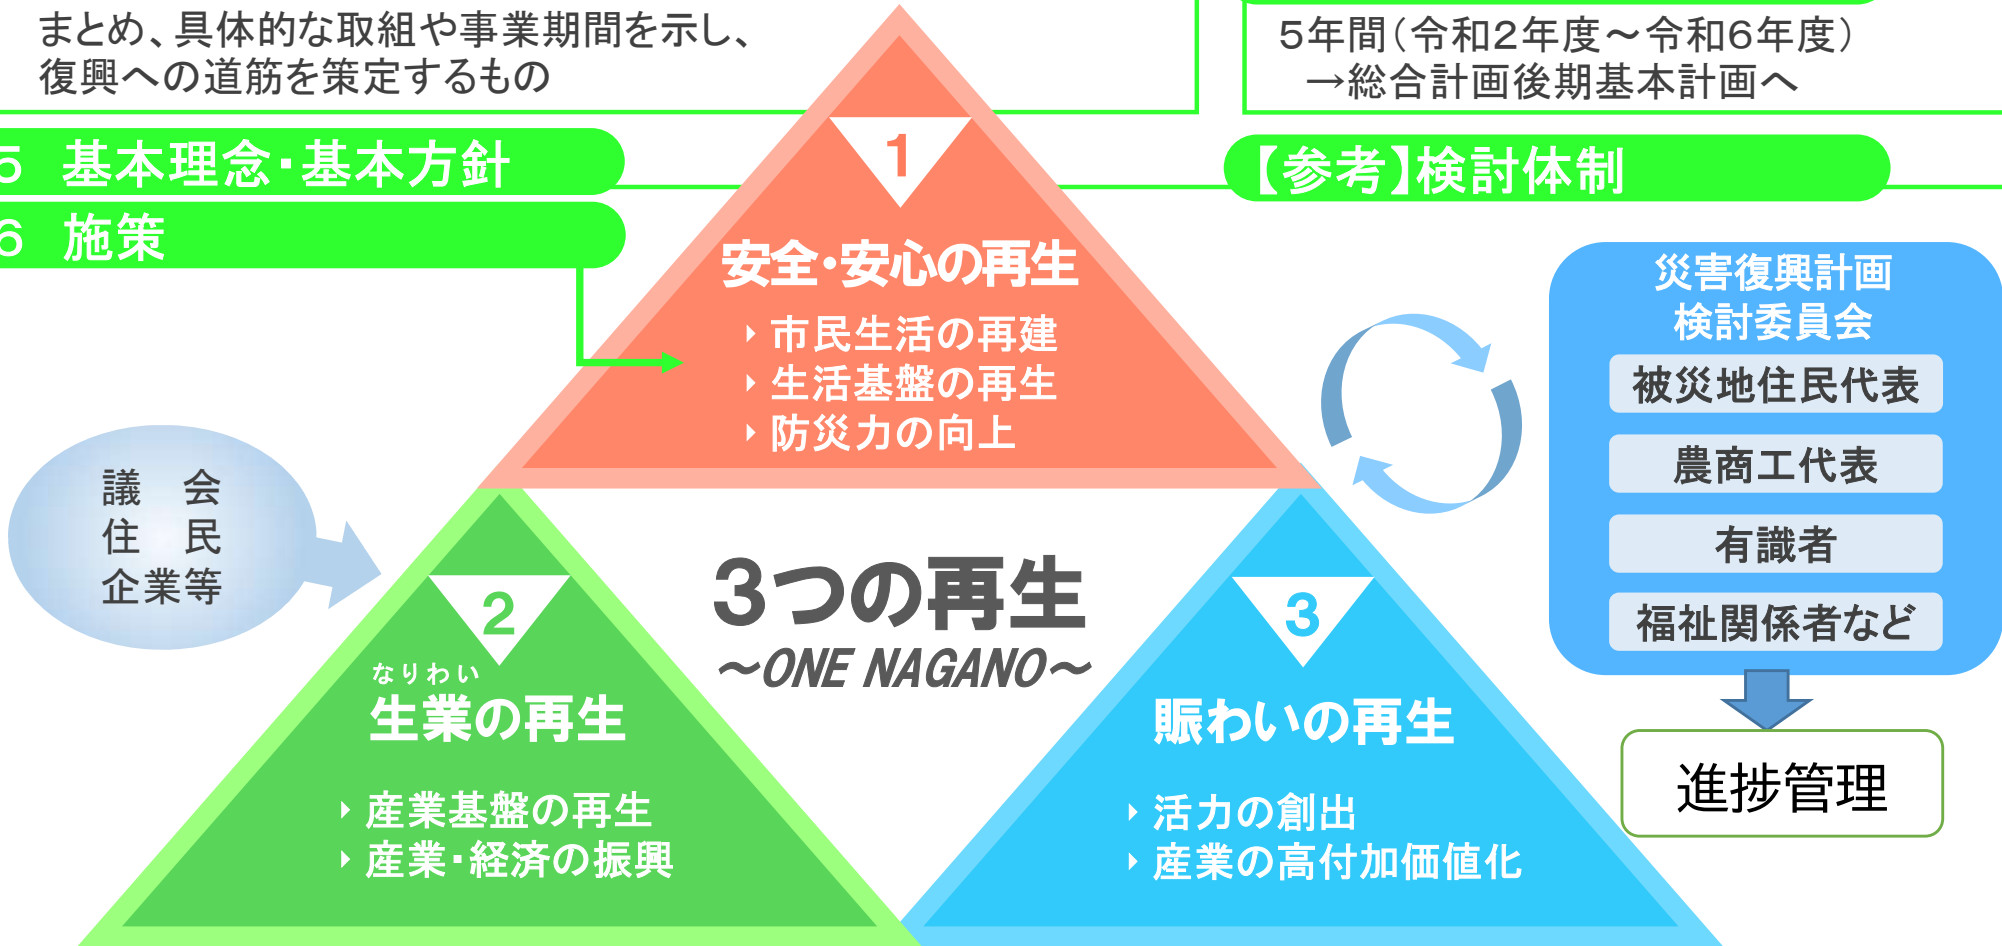 まとめ、具体的な取組や事業期間を示し、
復興への道筋を策定するもの
5年間(令和2年度～令和6年度)
→総合計画後期基本計画へ
5 基本理念・基本方針
6 施策
【参考】検討体制
1
安全・安心の再生
市民生活の再建
生活基盤の再生
防災力の向上
議 会
住 民
企業等
3つの再生
～ONE NAGANO～
2
なりわい
生業の再生
産業基盤の再生
産業・経済の振興
3
賑わいの再生
活力の創出
産業の高付加価値化
災害復興計画
検討委員会
被災地住民代表
農商工代表
有識者
福祉関係者など
進捗管理